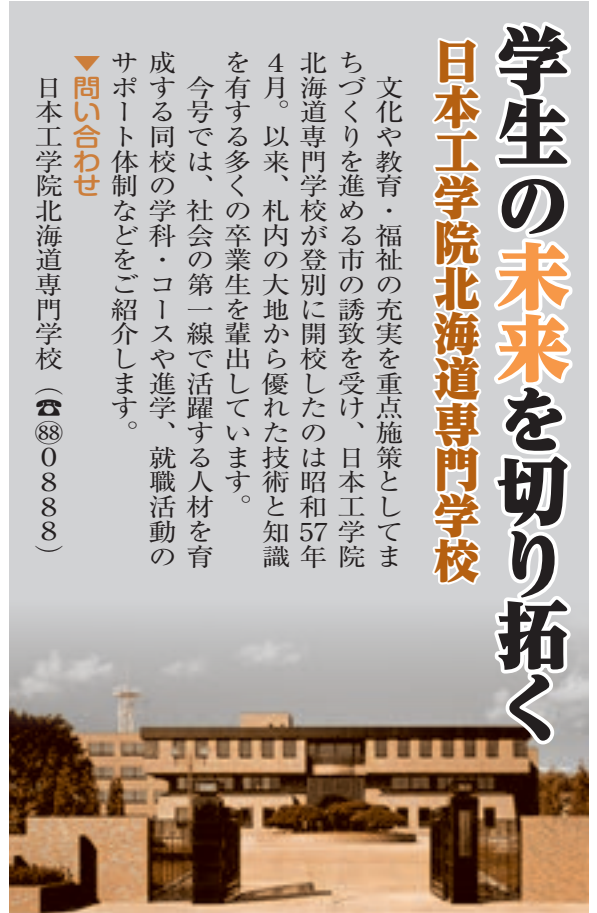 学生の未来を切り拓く
日本工学院北海道専門学校
文化や教育・福祉の充実を重点施策としてま
ちづくりを進める市の誘致を受け、日本工学院
北海道専門学校が登別に開校したのは昭和57年
4月。以来、札内の大地から優れた技術と知識
を有する多くの卒業生を輩出しています。
今号では、社会の第一線で活躍する人材を育
成する同校の学科・コースや進学、就職活動の
サポート体制などをご紹介します。
▼問い合わせ
日本工学院北海道専門学校（☎㊇0888）